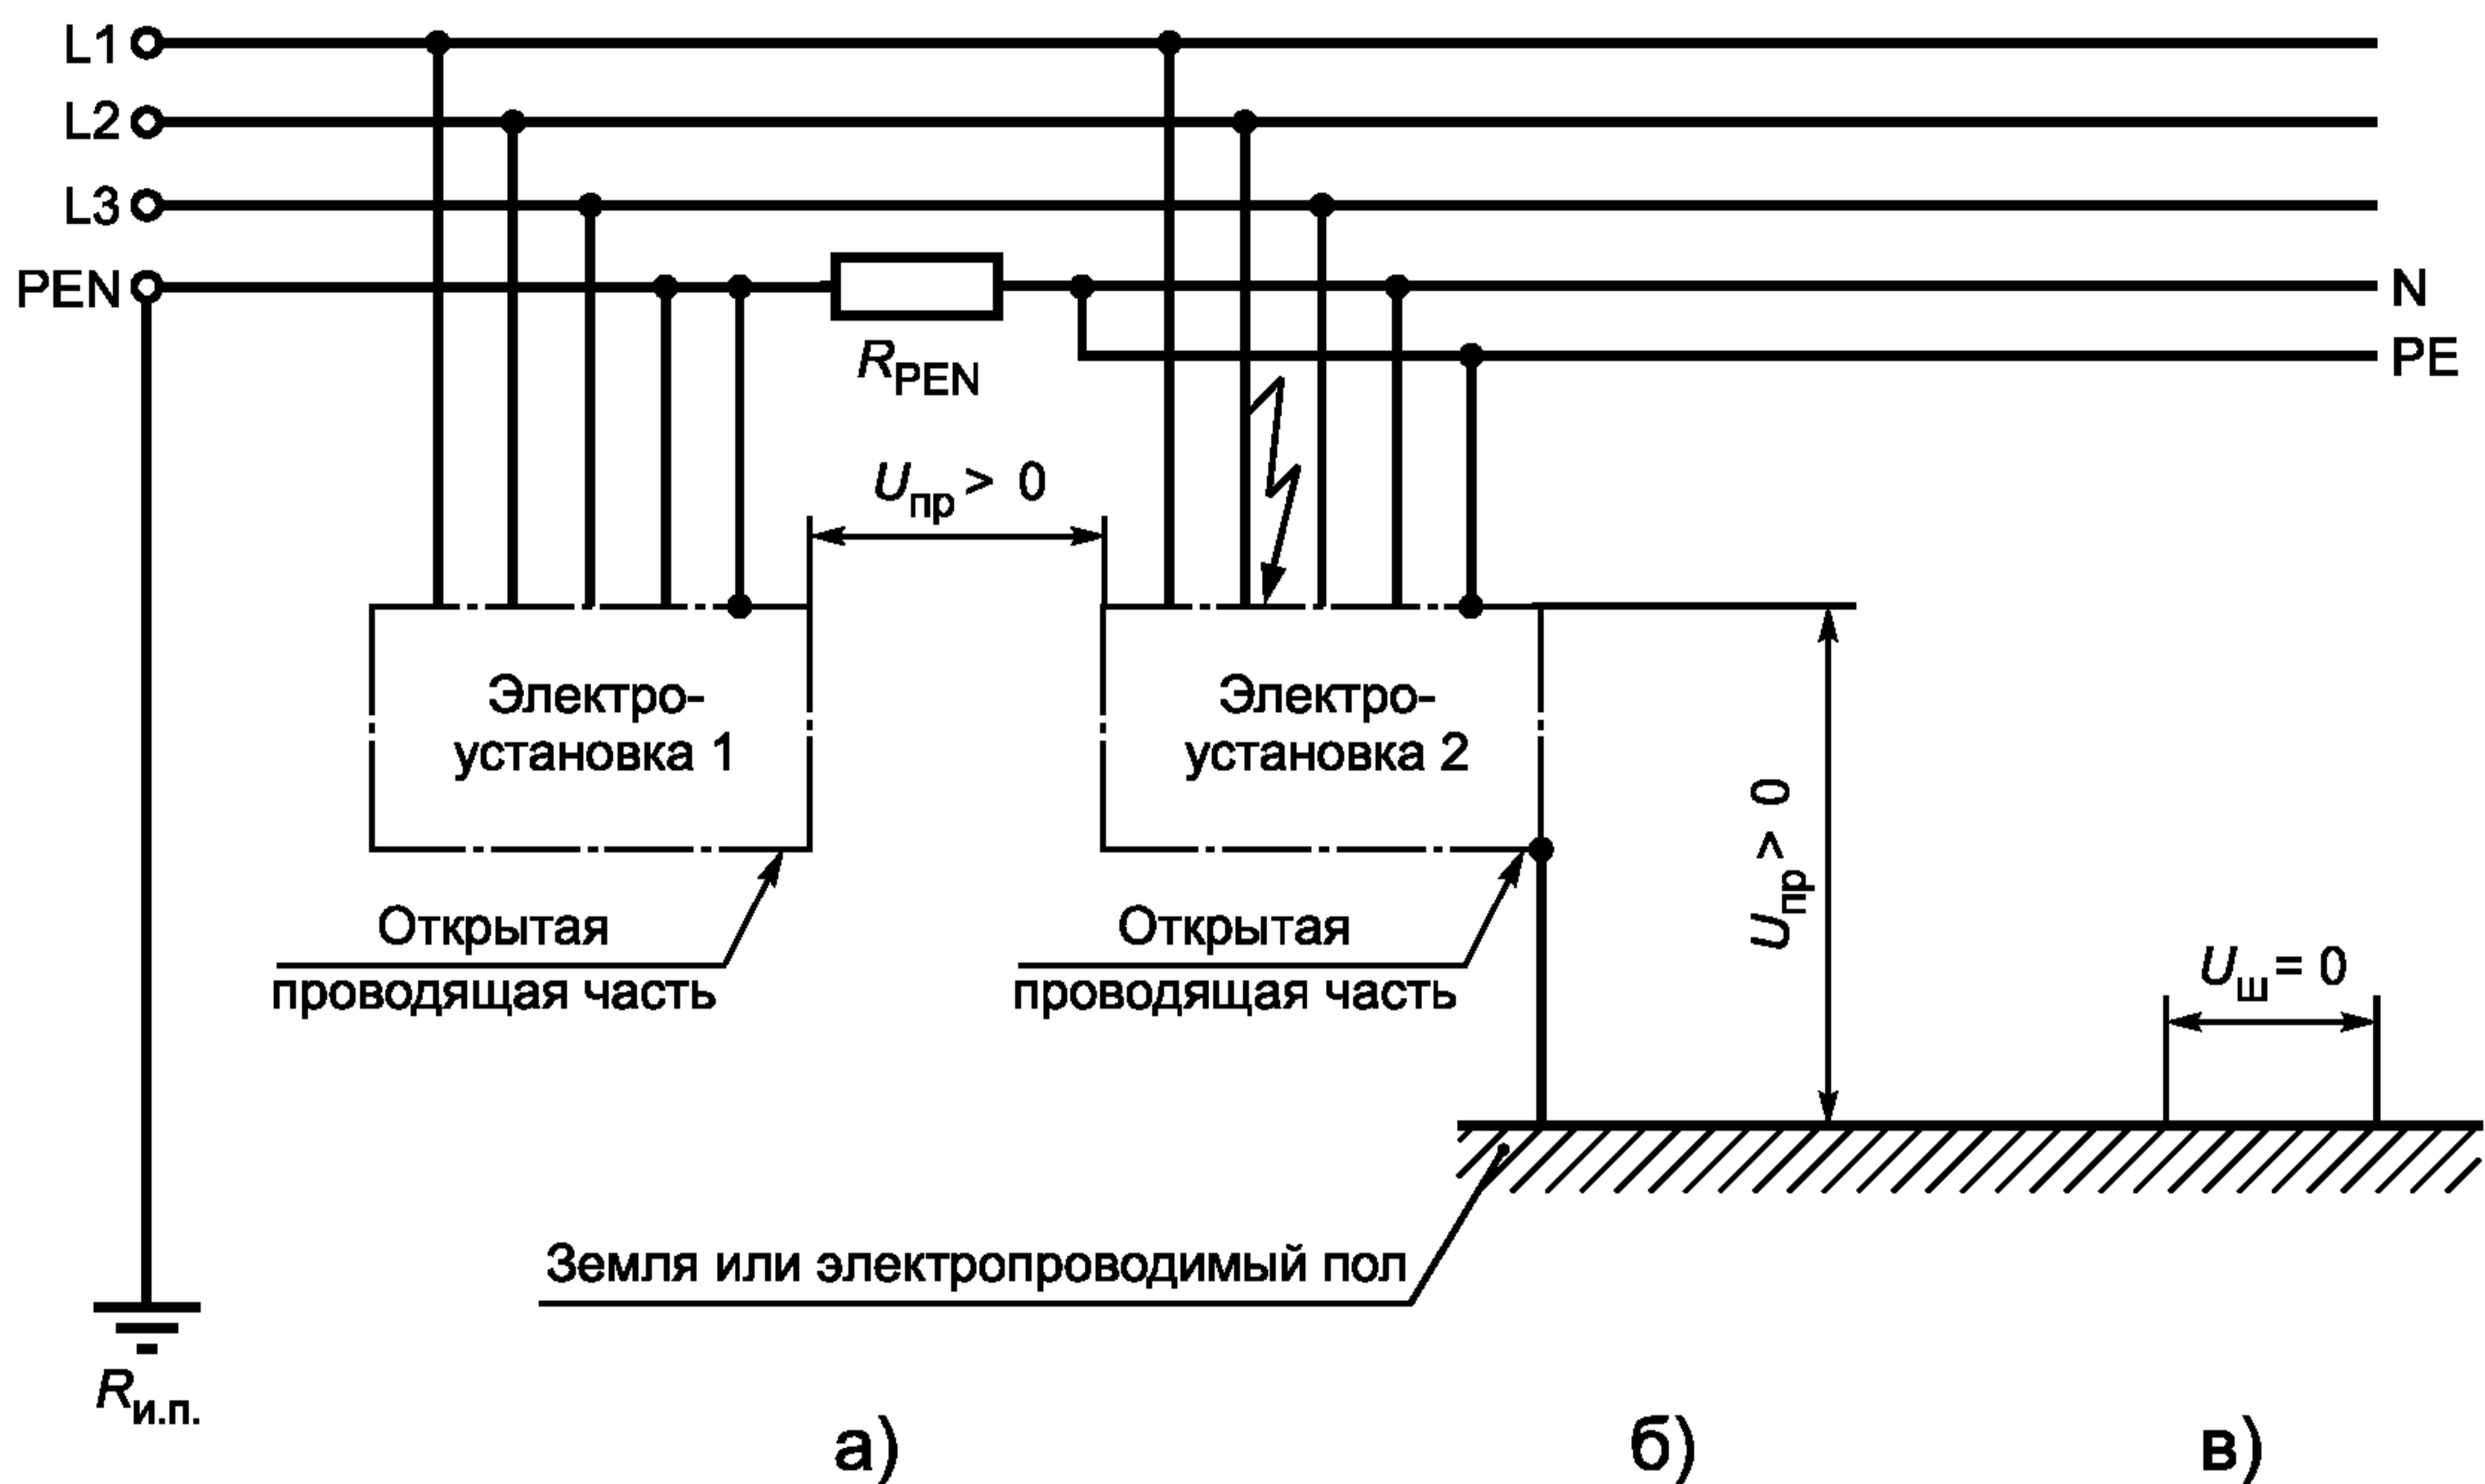 L1
L2
L3
PEN
N
PE
RPEN
Uпр > 0
Электро-
установка 1
Электро-
установка 2
Uпр > 0
Открытая
проводящая часть
Открытая
проводящая часть
Uш = 0
Земля или электропроводимый пол
Rи.п.
а)
б)
в)